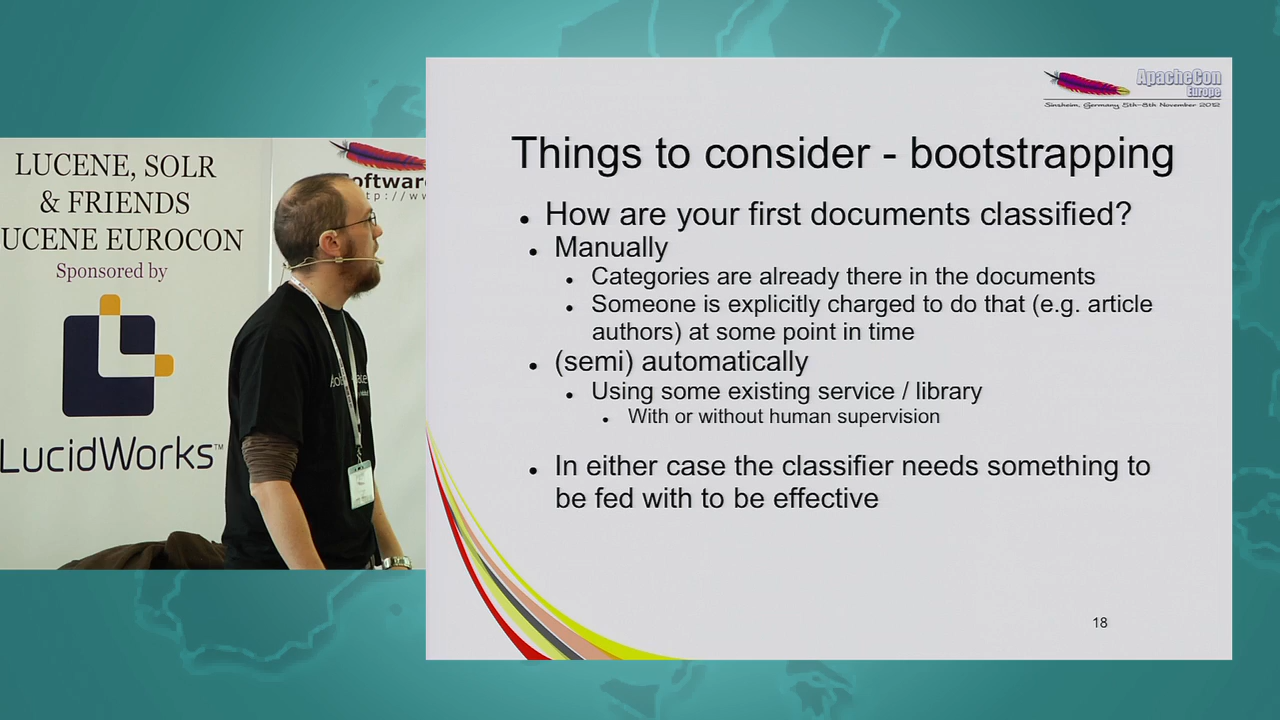 LUCENE, SOLR
& FRIENDS
UCENE EUROCON
Sponsored by
LucidWorks™
oftwar
ApacheCon
Europe
Sinsheim, Germany 5th-8th November 2012
Things to consider - bootstrapping
How are your first documents classified?
Manually
Categories are already there in the documents
Someone is explicitly charged to do that (e.g. article
authors) at some point in time
(semi) automatically
Using some existing service / library
With or without human supervision
In either case the classifier needs something to
be fed with to be effective
18